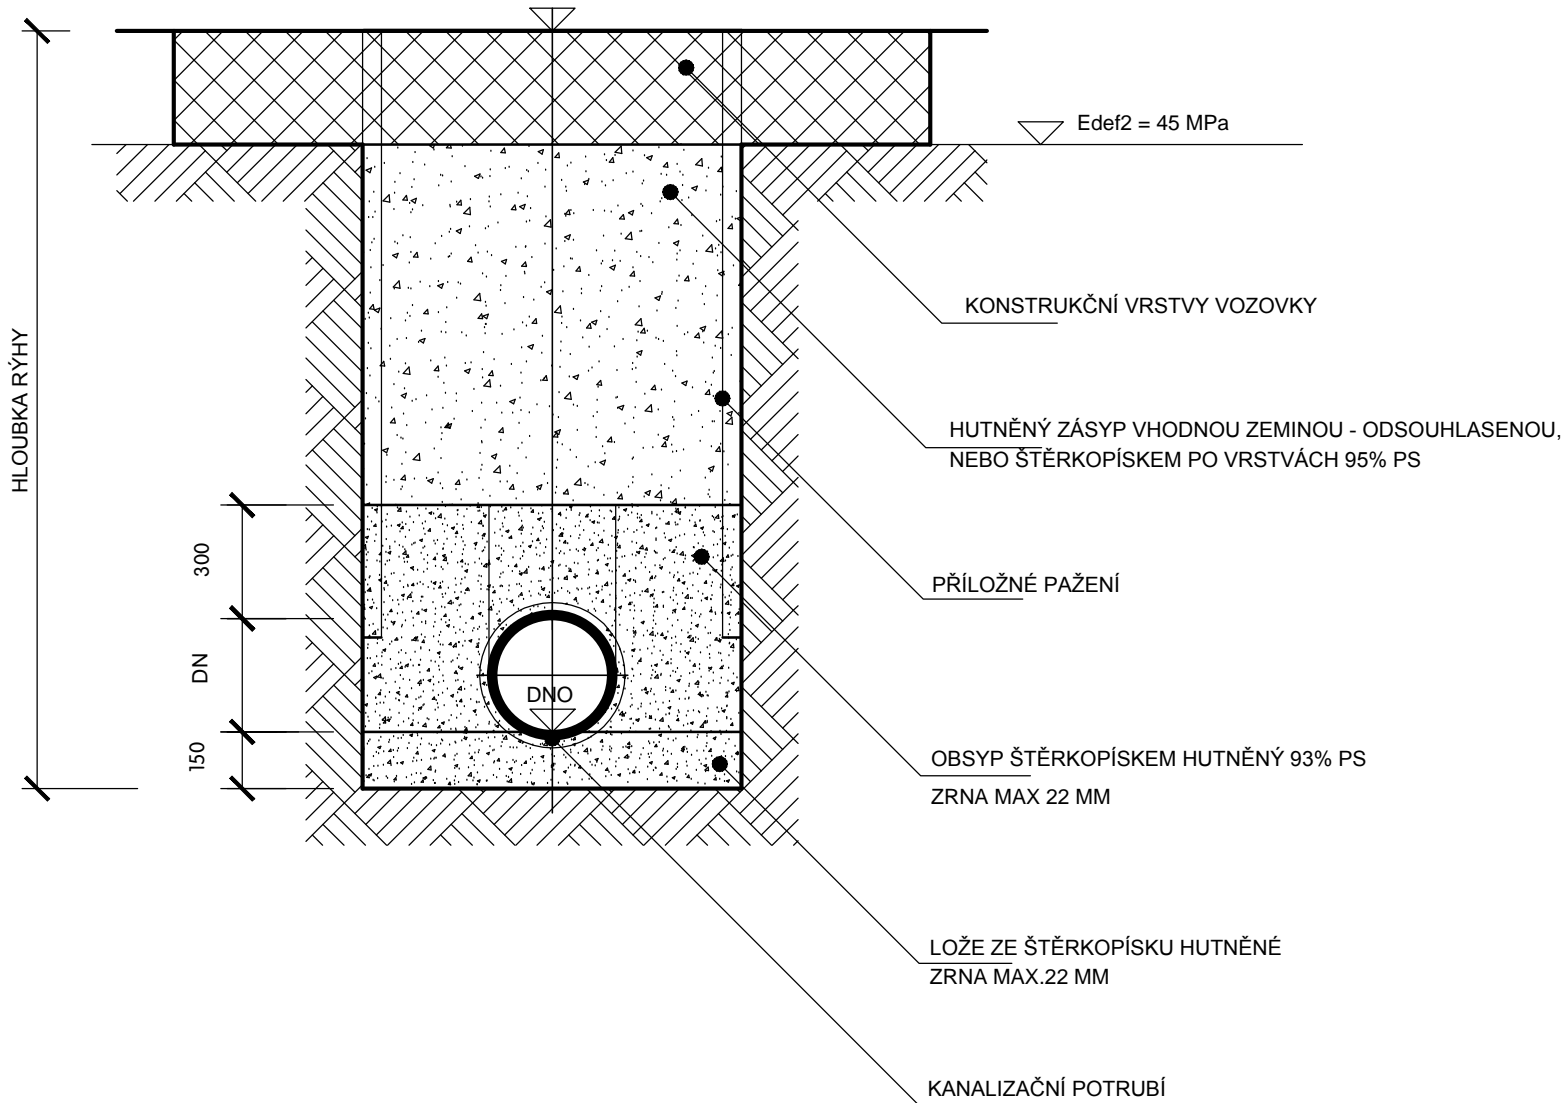 Edef2 = 45 MPa
KONSTRUKČNÍ VRSTVY VOZOVKY
HLOUBKA RÝHY
HUTNĚNÝ ZÁSYP VHODNOU ZEMINOU - ODSOUHLASENOU,
NEBO ŠTĚRKOPÍSKEM PO VRSTVÁCH 95% PS
300
PŘÍLOŽNÉ PAŽENÍ
DN
DNO
150
OBSYP ŠTĚRKOPÍSKEM HUTNĚNÝ 93% PS
ZRNA MAX 22 MM
LOŽE ZE ŠTĚRKOPÍSKU HUTNĚNÉ
ZRNA MAX.22 MM
KANALIZAČNÍ POTRUBÍ